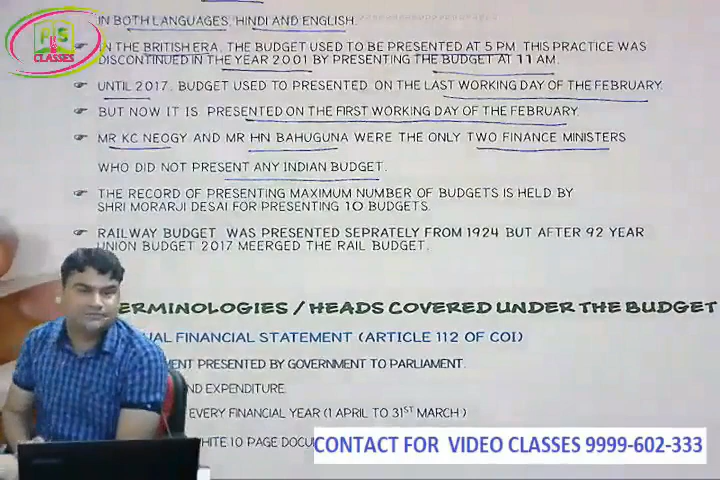 PIS
CLASSES
IN BOTH LANGUAGES, HINDI AND ENGLISH.
IN THE BRITISH ERA, THE BUDGET USED TO BE PRESENTED AT 5 PM. THIS PRACTICE WAS
DISCONTINUED IN THE YEAR 2001 BY PRESENTING THE BUDGET AT 11 AM.
UNTIL 2017, BUDGET USED TO PRESENTED ON THE LAST WORKING DAY OF THE FEBRUARY.
BUT NOW IT IS PRESENTED ON THE FIRST WORKING DAY OF THE FEBRUARY.
MR KC NEOGY AND MR HN BAHUGUNA WERE THE ONLY TWO FINANCE MINISTERS
WHO DID NOT PRESENT ANY INDIAN BUDGET.
THE RECORD OF PRESENTING MAXIMUM NUMBER OF BUDGETS IS HELD BY
SHRI MORARJI DESAI FOR PRESENTING 10 BUDGETS.
RAILWAY BUDGET WAS PRESENTED SEPRATELY FROM 1924 BUT AFTER 92 YEAR
UNION BUDGET 2017 MEERGED THE RAIL BUDGET.
ERMINOLOGIES / HEADS COVERED UNDER THE BUDGET
UAL FINANCIAL STATEMENT (ARTICLE 112 OF COI)
MENT PRESENTED BY GOVERNMENT TO PARLIAMENT.
ND EXPENDITURE.
EVERY FINANCIAL YEAR (1 APRIL TO 31ST MARCH)
HITE 10 PAGE DOCU
CONTACT FOR VIDEO CLASSES 9999-602-333